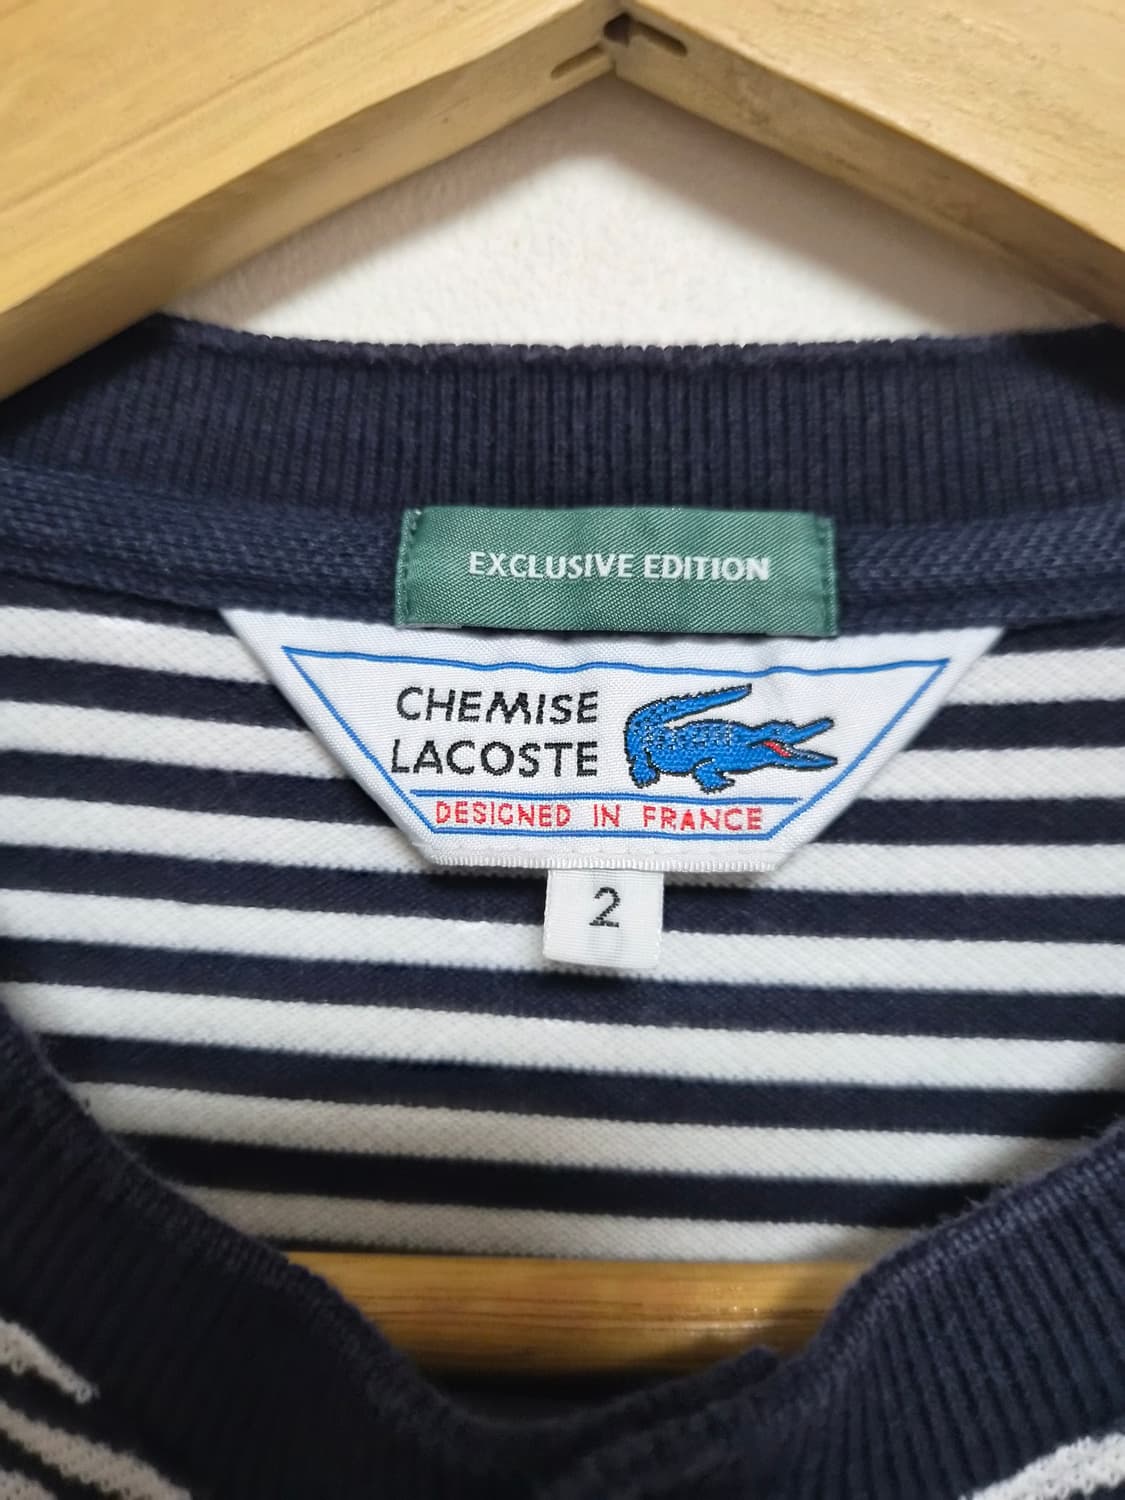 EXCLUSIVE EDITION
CHEMISE
LACOSTE
DESIGNED IN FRANCE
2